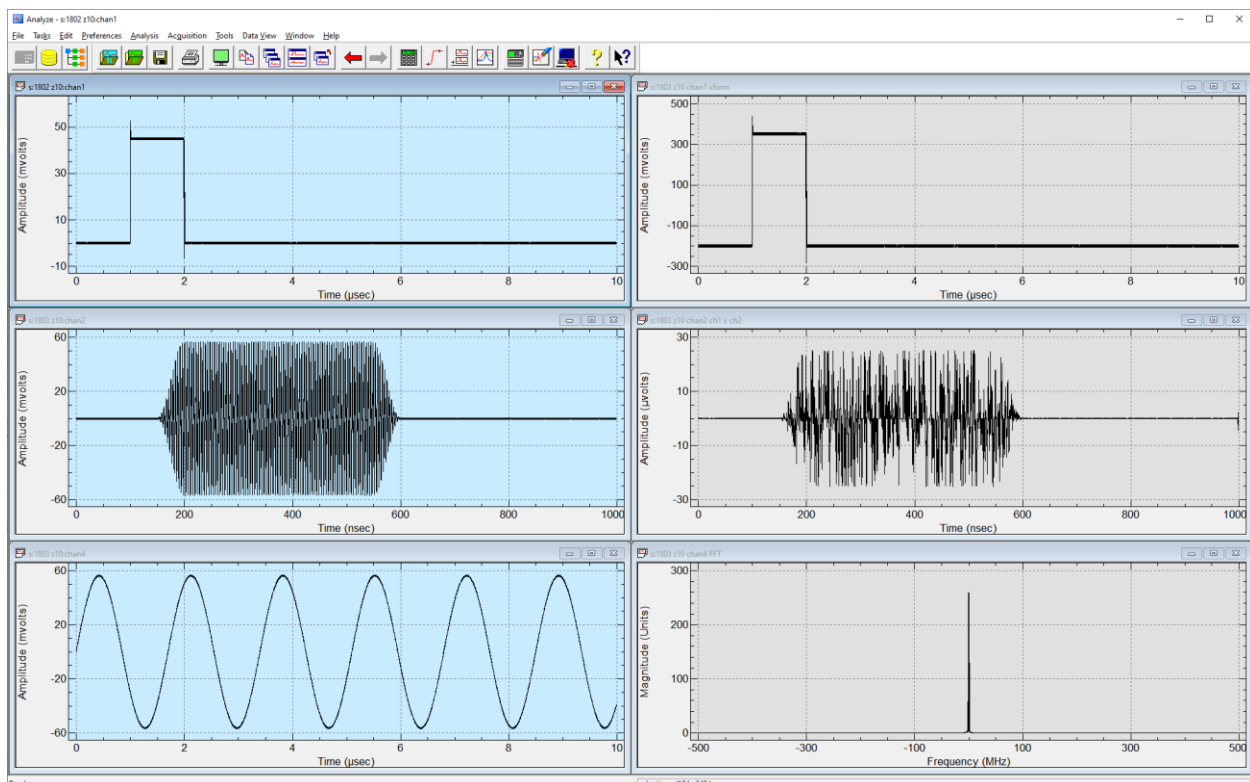 Analyze - s:1802 z10:chan1
File Tasks Edit Preferences Analysis Acquisition Tools Data View Window Help
s:1802 z10:chan1
50
30
10
-10
Amplitude (mvolts)
0 2 4 6 8 10
Time (µsec)
s:1803 z10 chan1 xform
500
300
100
-100
-300
Amplitude (mvolts)
0 2 4 6 8 10
Time (µsec)
s:1803 z10:chan2
60
20
-20
-60
Amplitude (mvolts)
0 200 400 600 800 1000
Time (nsec)
s:1803 z10 chan2 ch1 x ch2
30
10
-10
-30
Amplitude (µvolts)
0 200 400 600 800 1000
Time (nsec)
s:1803 z10:chan4
60
20
-20
-60
Amplitude (mvolts)
0 2 4 6 8 10
Time (µsec)
s:1803 z10 chan4 FFT
300
200
100
0
Magnitude (Units)
-500 -300 -100 100 300 500
Frequency (MHz)